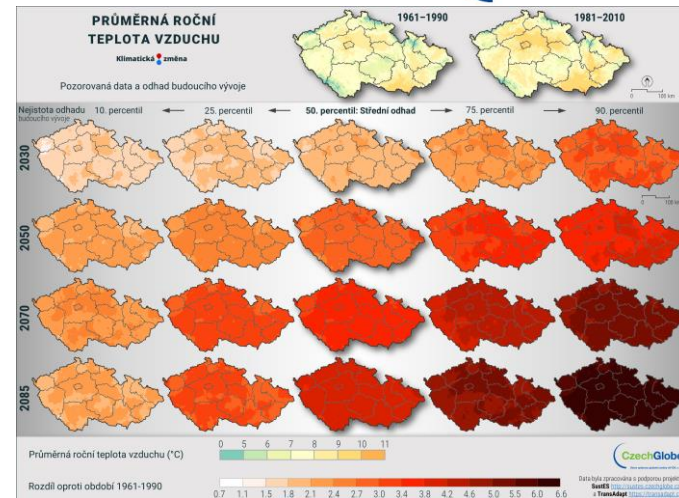 PRŮMĚRNÁ ROČNÍ
TEPLOTA VZDUCHU
Klimatická změna
Pozorovaná data a odhad budoucího vývoje
1961–1990
1981–2010
0 100 km
Nejistota odhadu
budoucího vývoje
10. percentil
25. percentil
50. percentil: Střední odhad
75. percentil
90. percentil
2030
2050
2070
2085
Průměrná roční teplota vzduchu (°C)
0 5 6 7 8 9 10 11
Rozdíl oproti období 1961-1990
0.7 1.1 1.5 1.8 2.1 2.4 2.7 3.0 3.4 3.8 4.2 4.6 5.0 5.5 6.0 6.6
CzechGlobe
Data byla zpracována s podporou projektů
SustES
a TransAdapt